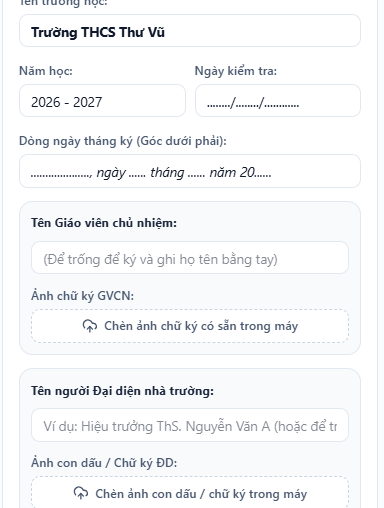 Tên trường học:
Trường THCS Thư Vũ
Năm học:
Ngày kiểm tra:
2026 - 2027
......../......../............
Dòng ngày tháng ký (Góc dưới phải):
...................., ngày ...... tháng ...... năm 20......
Tên Giáo viên chủ nhiệm:
(Để trống để ký và ghi họ tên bằng tay)
Ảnh chữ ký GVCN:
Chèn ảnh chữ ký có sẵn trong máy
Tên người Đại diện nhà trường:
Ví dụ: Hiệu trưởng ThS. Nguyễn Văn A (hoặc để tr
Ảnh con dấu / Chữ ký ĐD:
Chèn ảnh con dấu / chữ ký trong máy